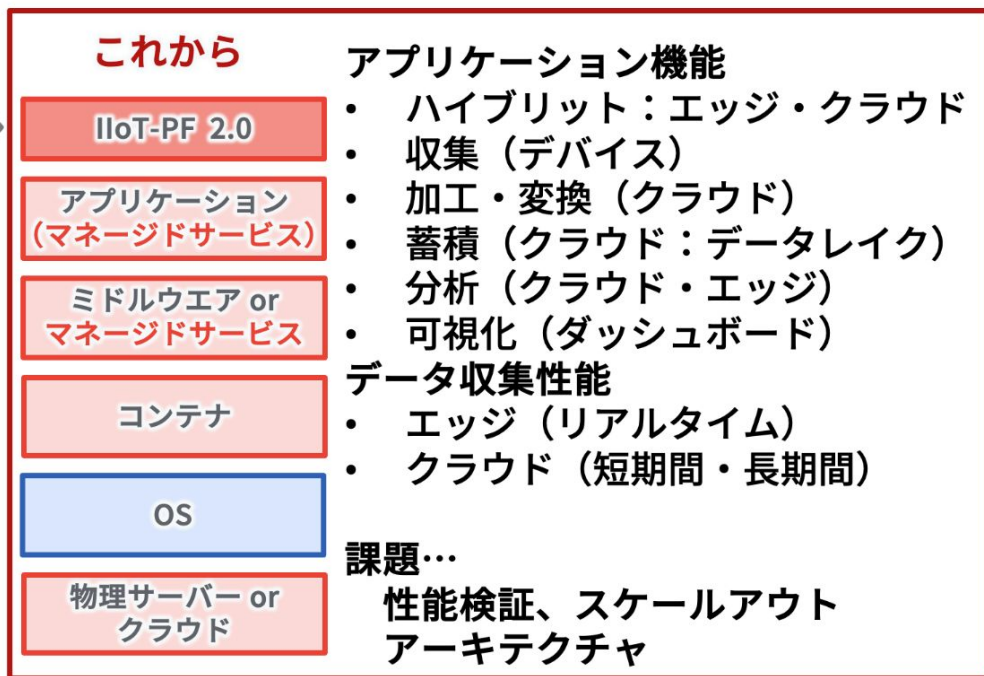 これから
IIoT-PF 2.0
アプリケーション
（マネージドサービス）
ミドルウエア or
マネージドサービス
コンテナ
OS
物理サーバー or
クラウド
アプリケーション機能
• ハイブリット：エッジ・クラウド
• 収集（デバイス）
• 加工・変換（クラウド）
• 蓄積（クラウド：データレイク）
• 分析（クラウド・エッジ）
• 可視化（ダッシュボード）
データ収集性能
• エッジ（リアルタイム）
• クラウド（短期間・長期間）
課題…
性能検証、スケールアウト
アーキテクチャ